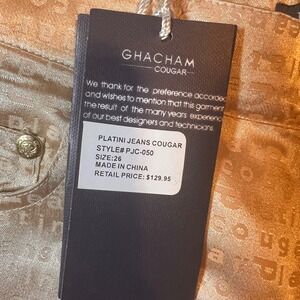 GHACHAM
COUGAR
We thank for the preference accorded
and wishes to mention that this garment
the result of the many years experienc
of our best designers and technicians.
PLATINI JEANS COUGAR
STYLE# PJC-050
SIZE:26
MADE IN CHINA
RETAIL PRICE: $129.95